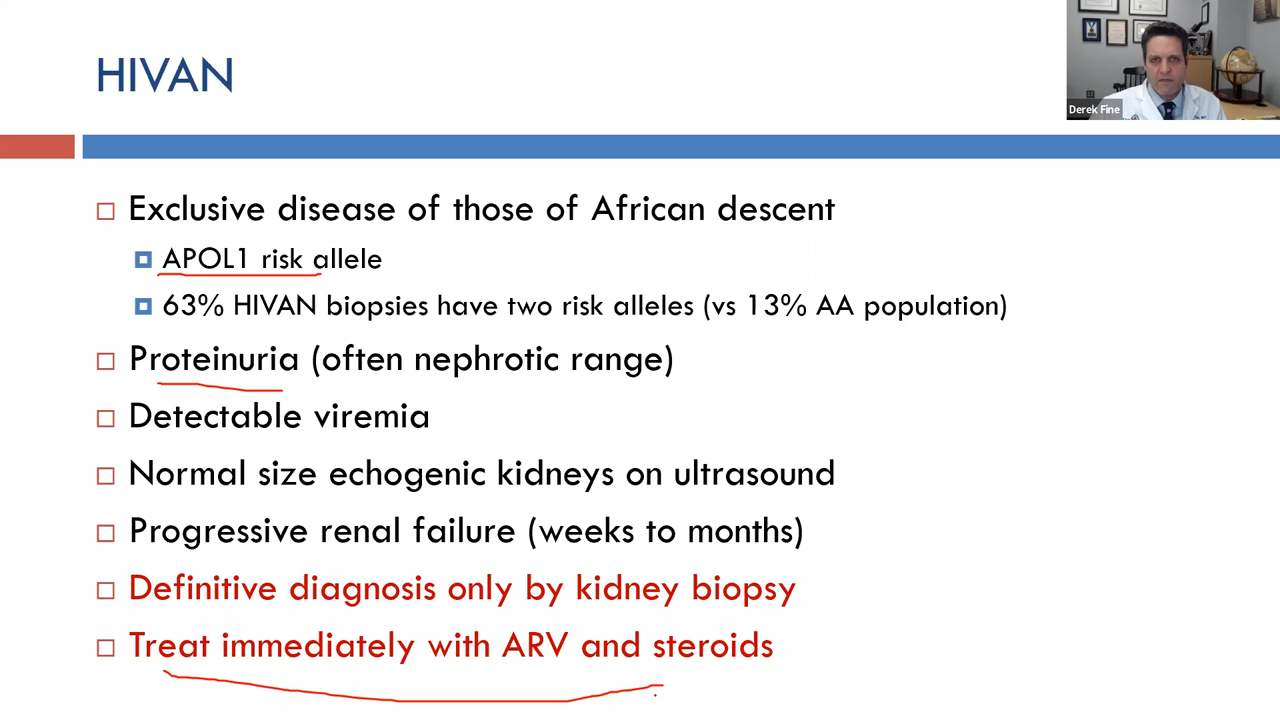 HIVAN
Derek Fine
Exclusive disease of those of African descent
APOL1 risk allele
63% HIVAN biopsies have two risk alleles (vs 13% AA population)
Proteinuria (often nephrotic range)
Detectable viremia
Normal size echogenic kidneys on ultrasound
Progressive renal failure (weeks to months)
Definitive diagnosis only by kidney biopsy
Treat immediately with ARV and steroids